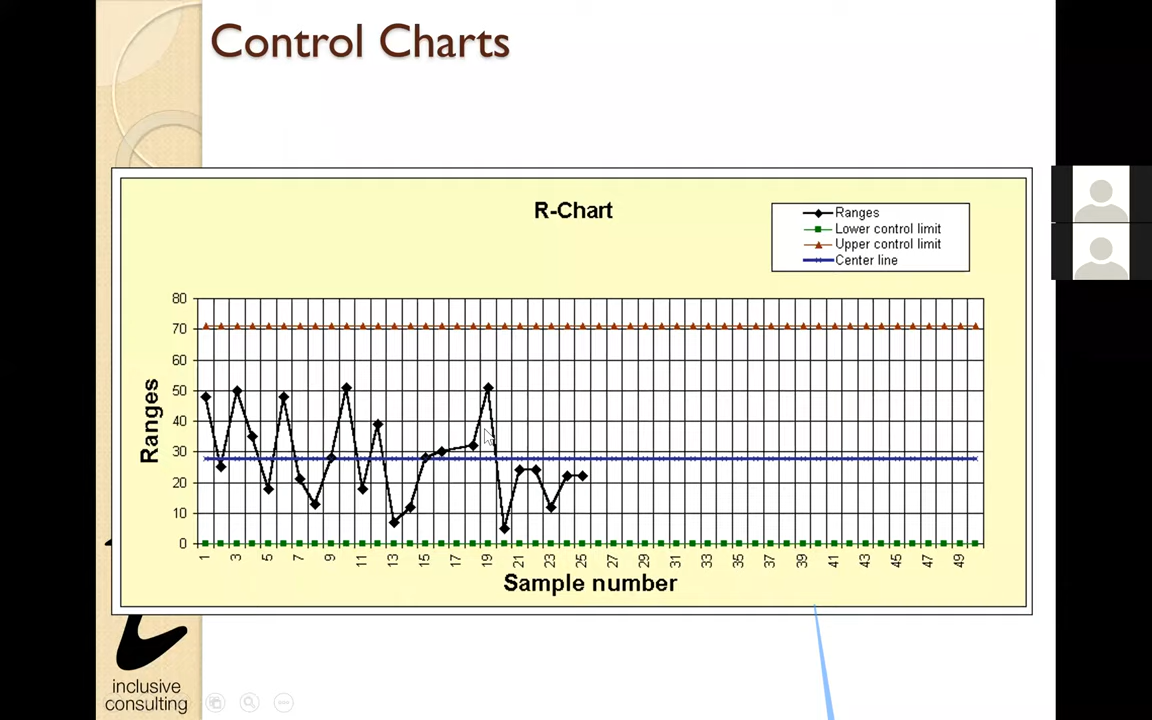 Control Charts
R-Chart
Ranges
Lower control limit
Upper control limit
Center line
80
70
60
50
40
30
20
10
0
Ranges
1 3 5 7 9 11 13 15 17 19 21 23 25 27 29 31 33 35 37 39 41 43 45 47 49
Sample number
inclusive
consulting